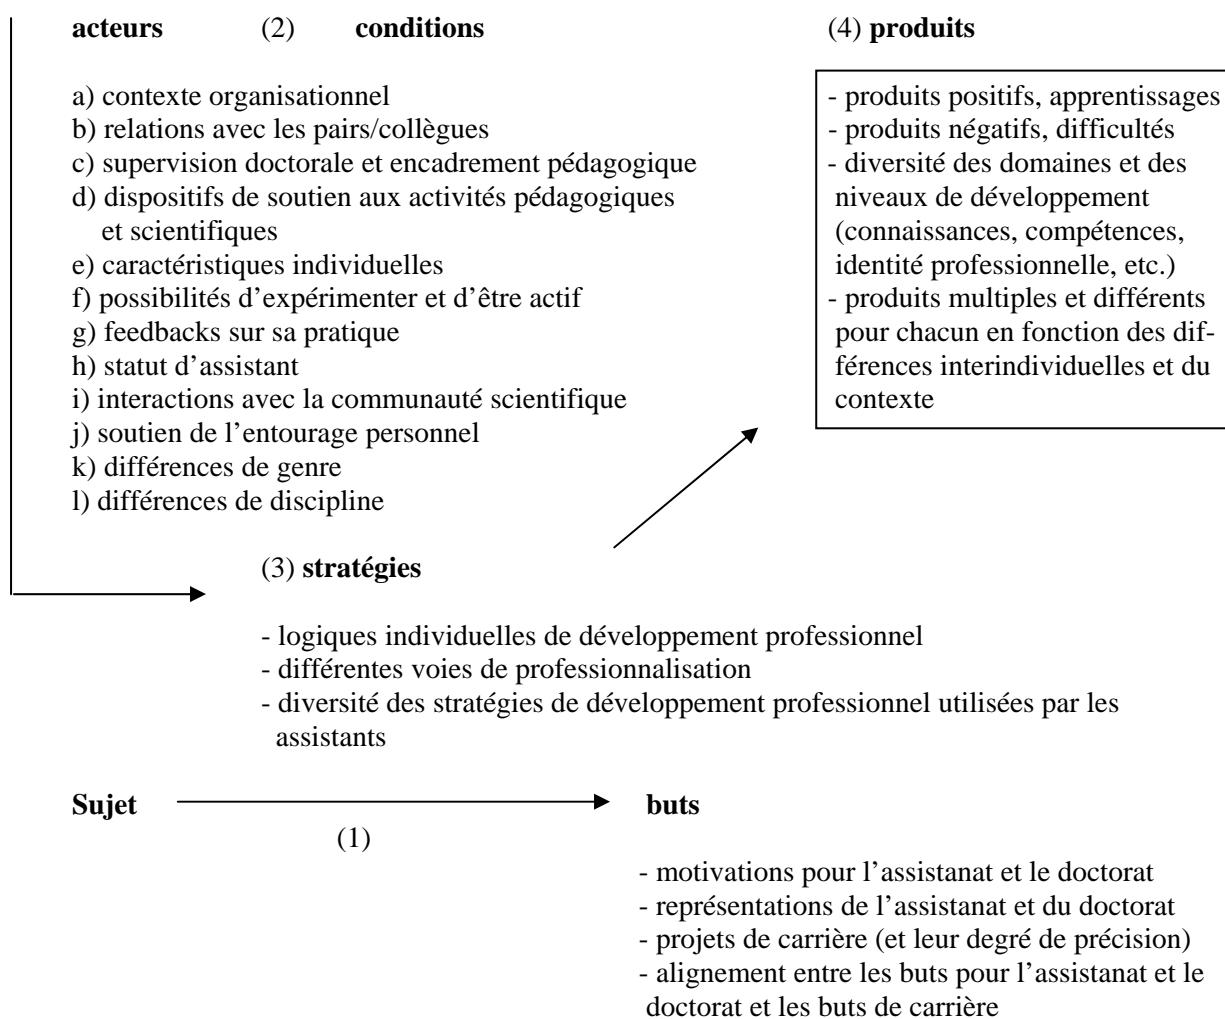 acteurs (2) conditions
a) contexte organisationnel
b) relations avec les pairs/collègues
c) supervision doctorale et encadrement pédagogique
d) dispositifs de soutien aux activités pédagogiques
et scientifiques
e) caractéristiques individuelles
f) possibilités d’expérimenter et d’être actif
g) feedbacks sur sa pratique
h) statut d’assistant
i) interactions avec la communauté scientifique
j) soutien de l’entourage personnel
k) différences de genre
l) différences de discipline
(4) produits
- produits positifs, apprentissages
- produits négatifs, difficultés
- diversité des domaines et des
niveaux de développement
(connaissances, compétences,
identité professionnelle, etc.)
- produits multiples et différents
pour chacun en fonction des dif-
férences interindividuelles et du
contexte
(3) stratégies
- logiques individuelles de développement professionnel
- différentes voies de professionnalisation
- diversité des stratégies de développement professionnel utilisées par les
assistants
Sujet
(1)
buts
- motivations pour l’assistanat et le doctorat
- représentations de l’assistanat et du doctorat
- projets de carrière (et leur degré de précision)
- alignement entre les buts pour l’assistanat et le
doctorat et les buts de carrière